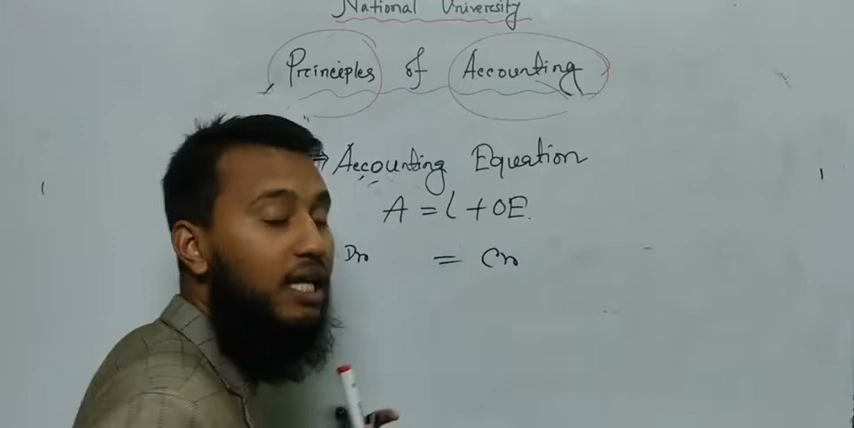 National University
Principles of Accounting
⇒ Accounting Equation
A = L + OE.
Dr = Cr